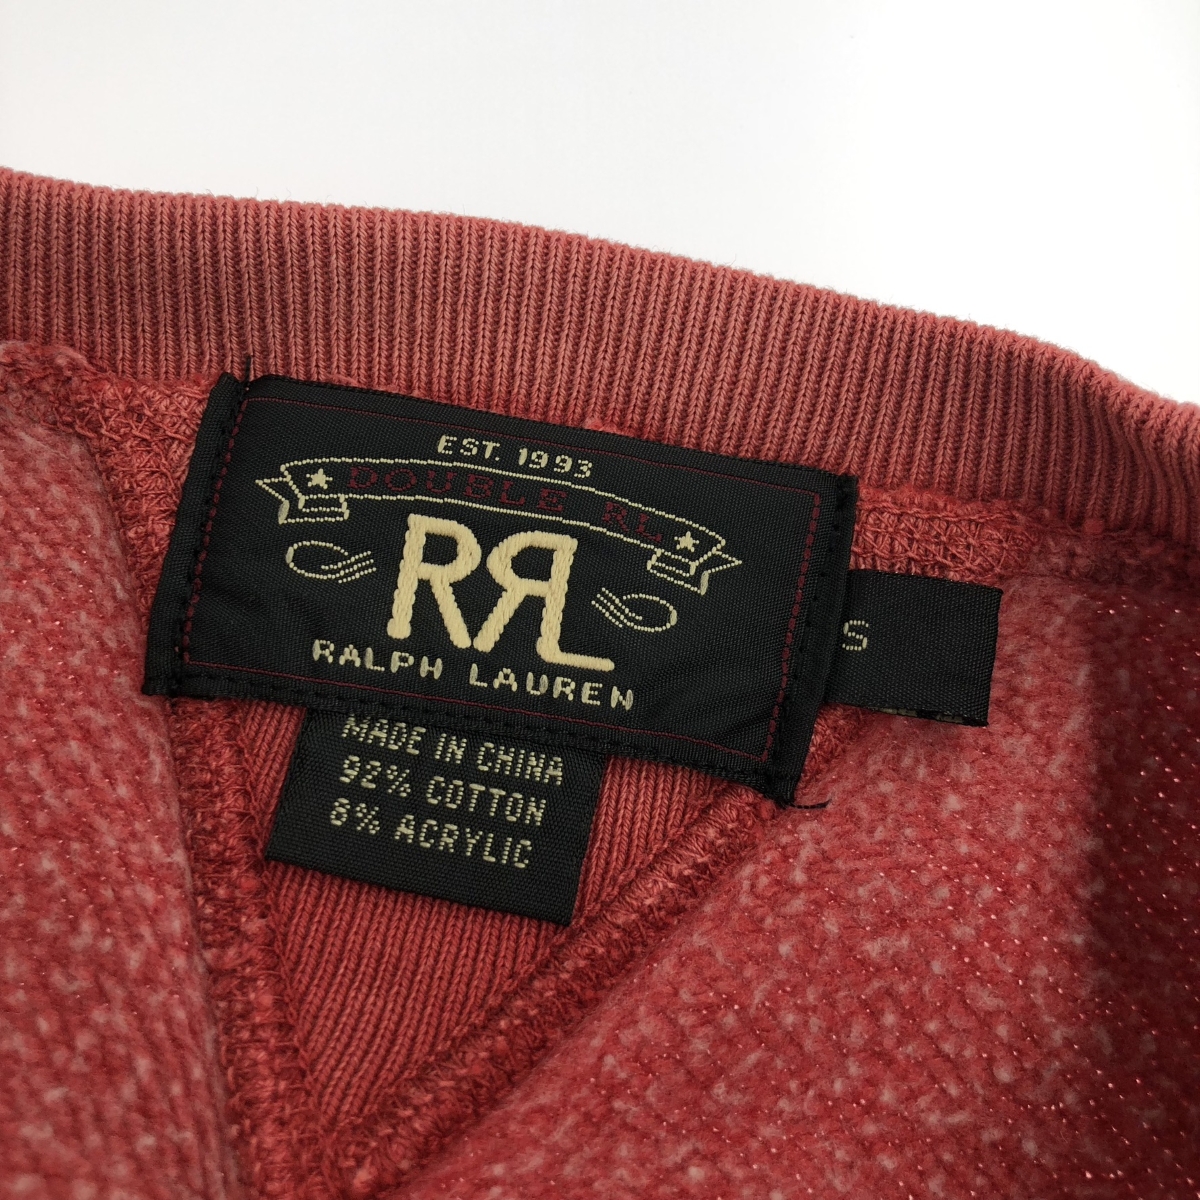 EST. 1993
DOUBLE RL
RRL
RALPH LAUREN
S
MADE IN CHINA
92% COTTON
8% ACRYLIC